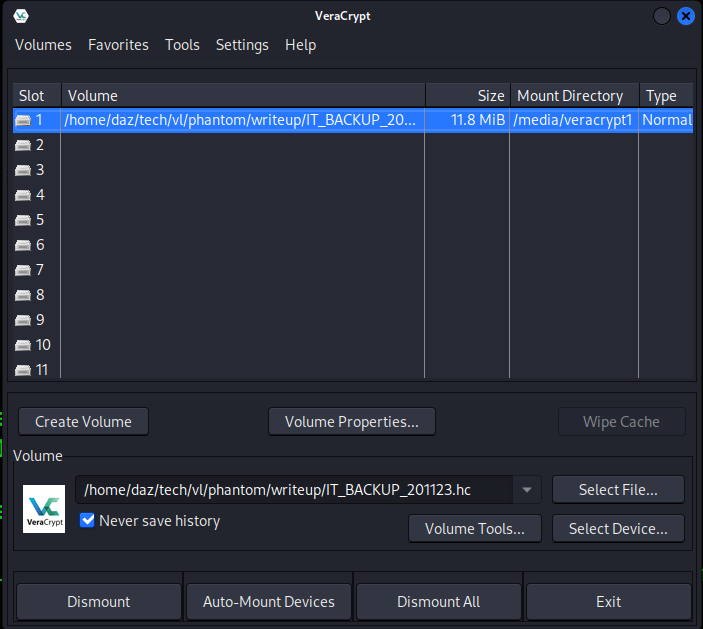 VeraCrypt
Volumes Favorites Tools Settings Help
Slot Volume Size Mount Directory Type
1 /home/daz/tech/vl/phantom/writeup/IT_BACKUP_20... 11.8 MiB /media/veracrypt1 Normal
2
3
4
5
6
7
8
9
10
11
Create Volume Volume Properties... Wipe Cache
Volume
/home/daz/tech/vl/phantom/writeup/IT_BACKUP_201123.hc Select File...
VeraCrypt
Never save history
Volume Tools... Select Device...
Dismount Auto-Mount Devices Dismount All Exit